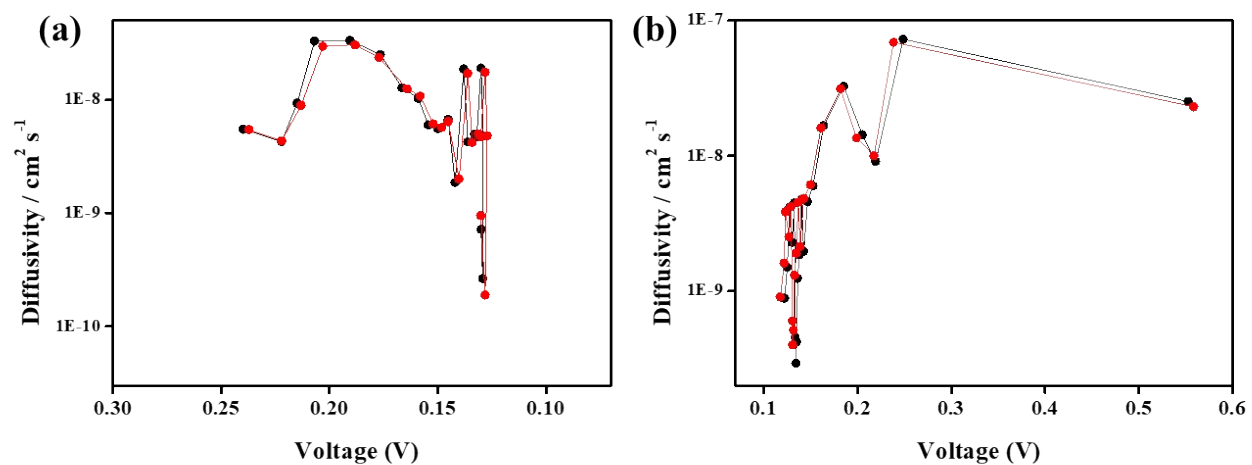 (a)
Diffusivity / cm² s⁻¹
1E-8
1E-9
1E-10
0.30 0.25 0.20 0.15 0.10
Voltage (V)
(b)
Diffusivity / cm² s⁻¹
1E-7
1E-8
1E-9
0.1 0.2 0.3 0.4 0.5 0.6
Voltage (V)